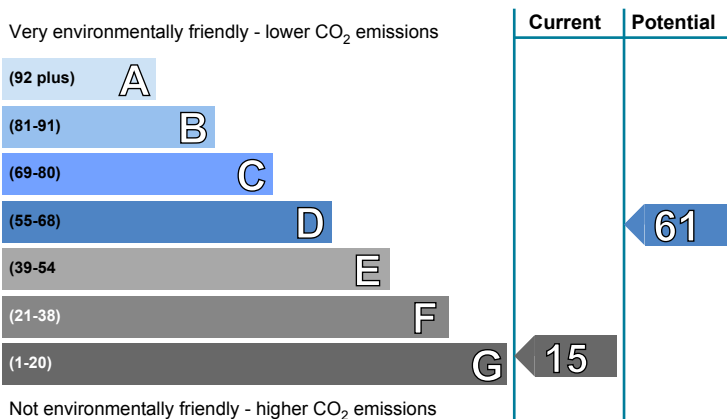 Current Potential
Very environmentally friendly - lower CO2 emissions
(92 plus) A
(81-91) B
(69-80) C
(55-68) D
61
(39-54 E
(21-38) F
(1-20) G
15
Not environmentally friendly - higher CO2 emissions